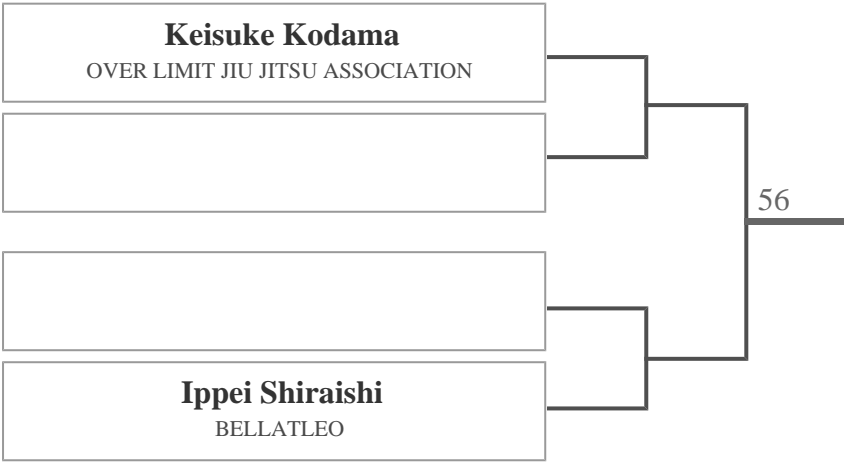 Keisuke Kodama
OVER LIMIT JIU JITSU ASSOCIATION
56
Ippei Shiraishi
BELLATLEO